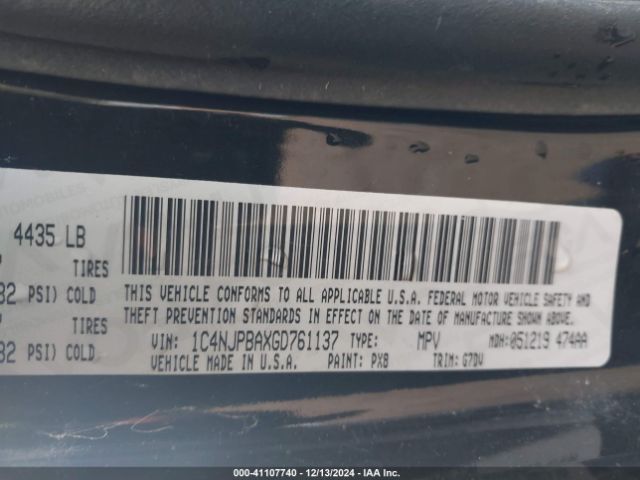 4435 LB
TIRES
82 PSI) COLD
TIRES
82 PSI) COLD
THIS VEHICLE CONFORMS TO ALL APPLICABLE U.S.A. FEDERAL MOTOR VEHICLE SAFETY AND
THEFT PREVENTION STANDARDS IN EFFECT ON THE DATE OF MANUFACTURE SHOWN ABOVE.
VIN: 1C4NJPBAXGD761137 TYPE: MPV MDH:051219 474AA
VEHICLE MADE IN U.S.A. PAINT: PX8 TRIM: G7DV
000-41107740 - 12/13/2024 - IAA Inc.